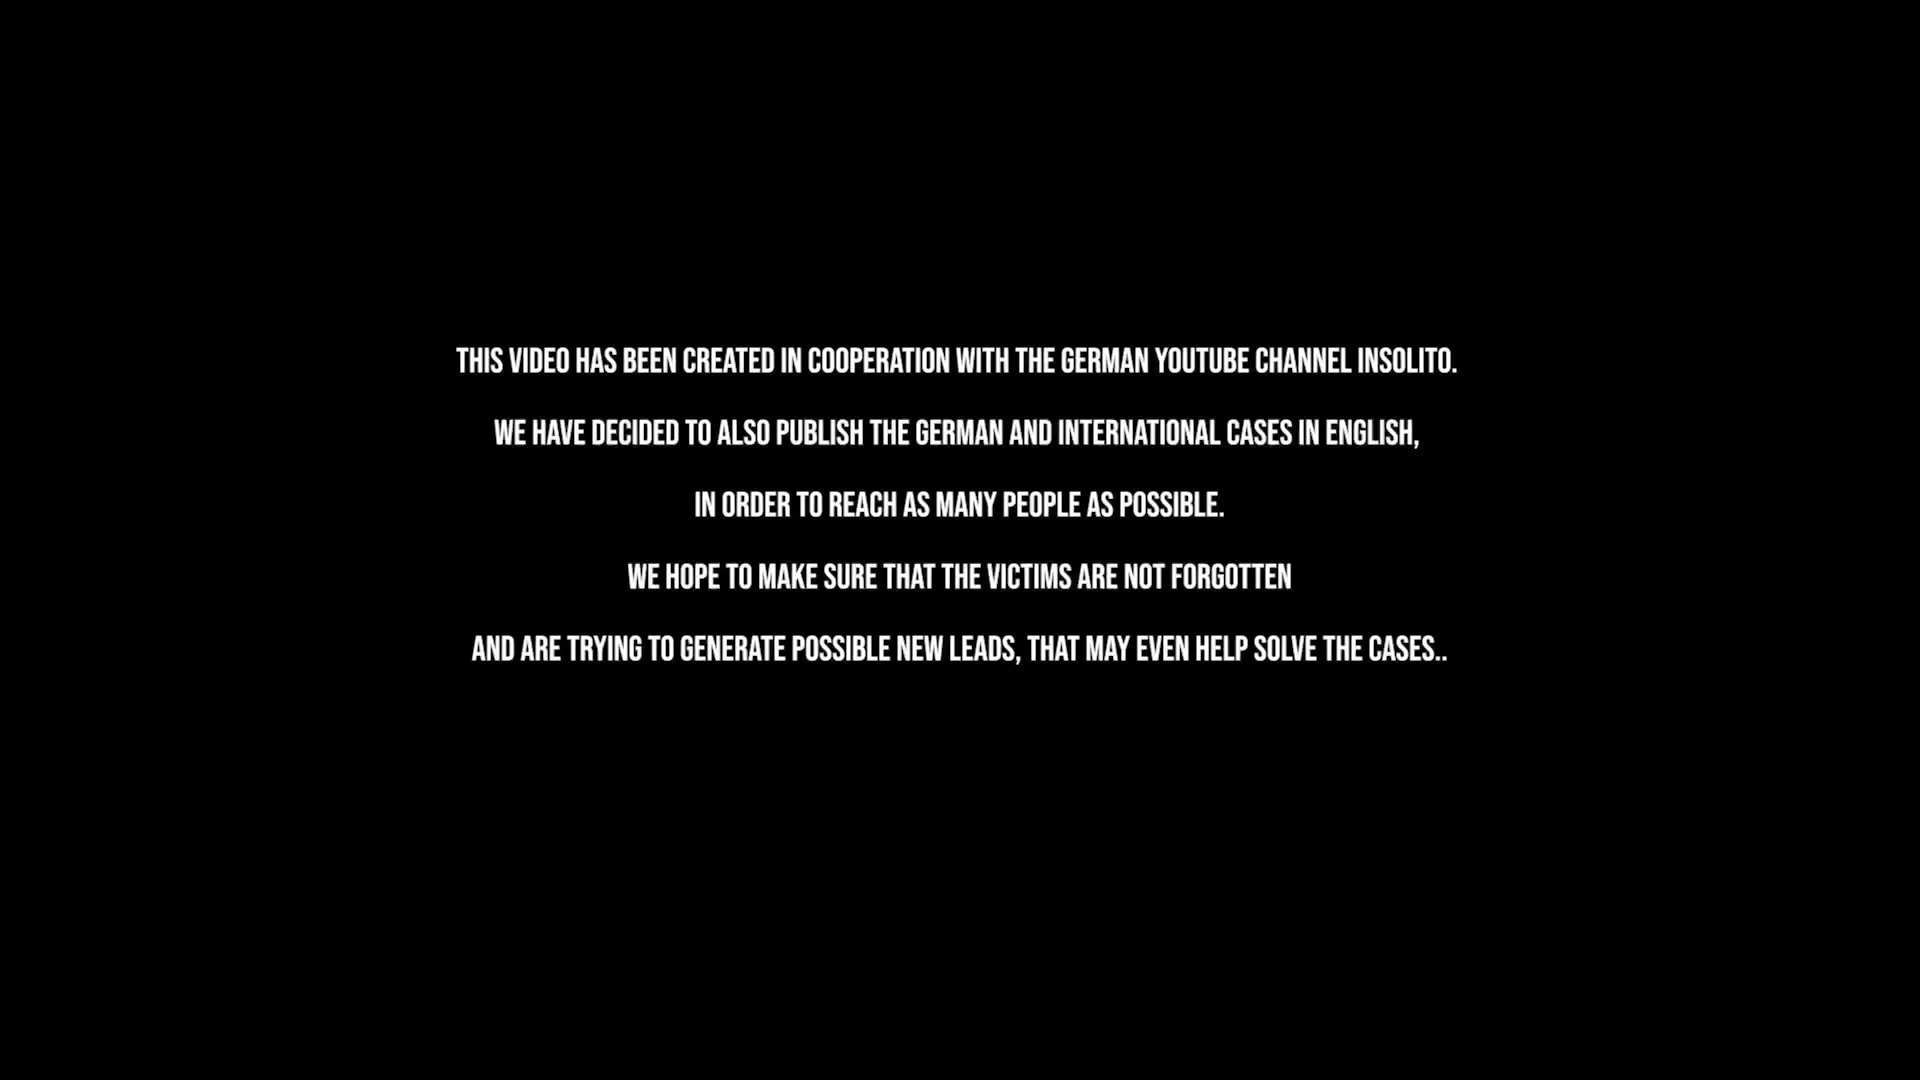 THIS VIDEO HAS BEEN CREATED IN COOPERATION WITH THE GERMAN YOUTUBE CHANNEL INSOLITO.
WE HAVE DECIDED TO ALSO PUBLISH THE GERMAN AND INTERNATIONAL CASES IN ENGLISH,
IN ORDER TO REACH AS MANY PEOPLE AS POSSIBLE.
WE HOPE TO MAKE SURE THAT THE VICTIMS ARE NOT FORGOTTEN
AND ARE TRYING TO GENERATE POSSIBLE NEW LEADS, THAT MAY EVEN HELP SOLVE THE CASES..